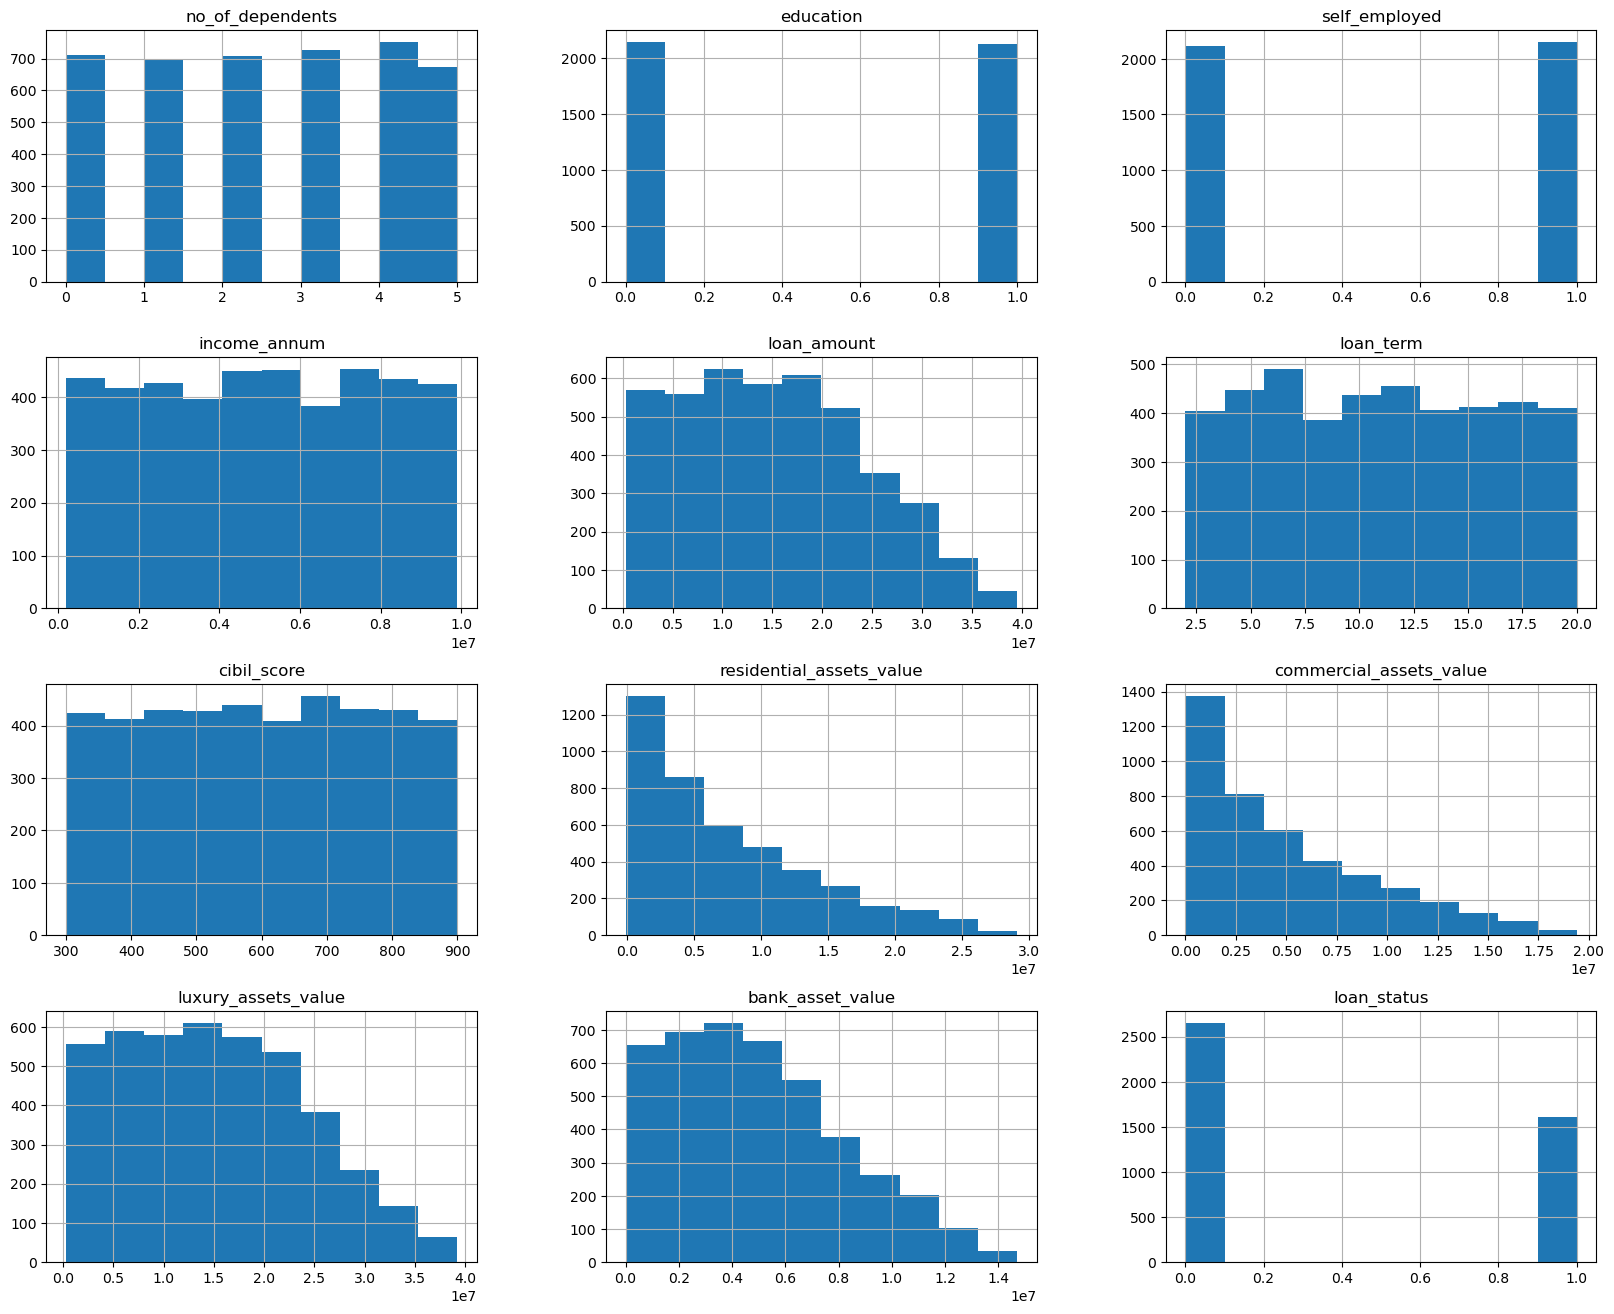 no_of_dependents
700
600
500
400
300
200
100
0
0 1 2 3 4 5
education
2000
1500
1000
500
0
0.0 0.2 0.4 0.6 0.8 1.0
self_employed
2000
1500
1000
500
0
0.0 0.2 0.4 0.6 0.8 1.0
income_annum
400
300
200
100
0
0.0 0.2 0.4 0.6 0.8 1.0
1e7
loan_amount
600
500
400
300
200
100
0
0.0 0.5 1.0 1.5 2.0 2.5 3.0 3.5 4.0
1e7
loan_term
500
400
300
200
100
0
2.5 5.0 7.5 10.0 12.5 15.0 17.5 20.0
cibil_score
400
300
200
100
0
300 400 500 600 700 800 900
residential_assets_value
1200
1000
800
600
400
200
0
0.0 0.5 1.0 1.5 2.0 2.5 3.0
1e7
commercial_assets_value
1400
1200
1000
800
600
400
200
0
0.00 0.25 0.50 0.75 1.00 1.25 1.50 1.75 2.00
1e7
luxury_assets_value
600
500
400
300
200
100
0
0.0 0.5 1.0 1.5 2.0 2.5 3.0 3.5 4.0
1e7
bank_asset_value
700
600
500
400
300
200
100
0
0.0 0.2 0.4 0.6 0.8 1.0 1.2 1.4
1e7
loan_status
2500
2000
1500
1000
500
0
0.0 0.2 0.4 0.6 0.8 1.0